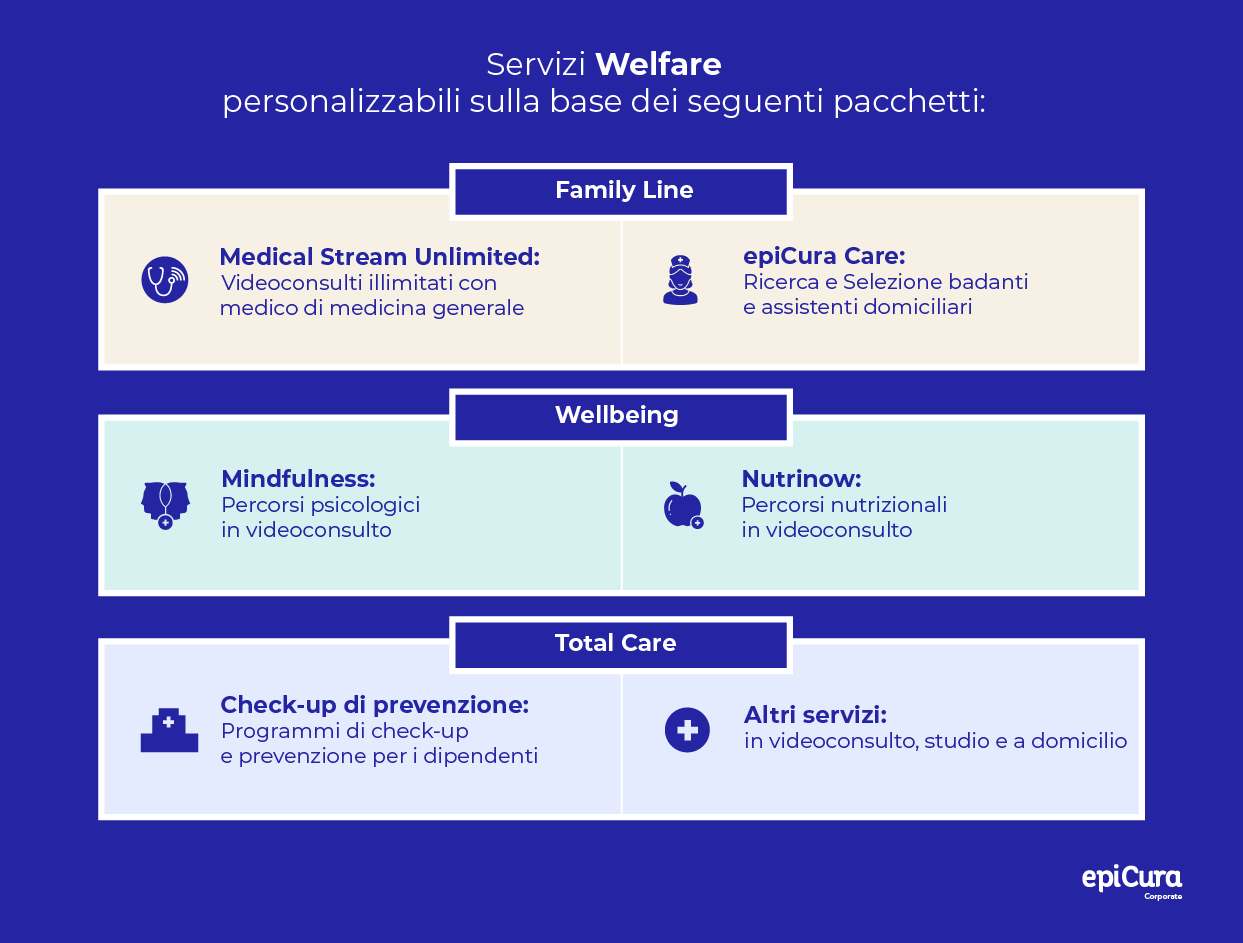 Servizi Welfare
personalizzabili sulla base dei seguenti pacchetti:
Family Line
Medical Stream Unlimited:
Videoconsulti illimitati con
medico di medicina generale
epiCura Care:
Ricerca e Selezione badanti
e assistenti domiciliari
Wellbeing
Mindfulness:
Percorsi psicologici
in videoconsulto
Nutrinow:
Percorsi nutrizionali
in videoconsulto
Total Care
Check-up di prevenzione:
Programmi di check-up
e prevenzione per i dipendenti
Altri servizi:
in videoconsulto, studio e a domicilio
epiCura
Corporate